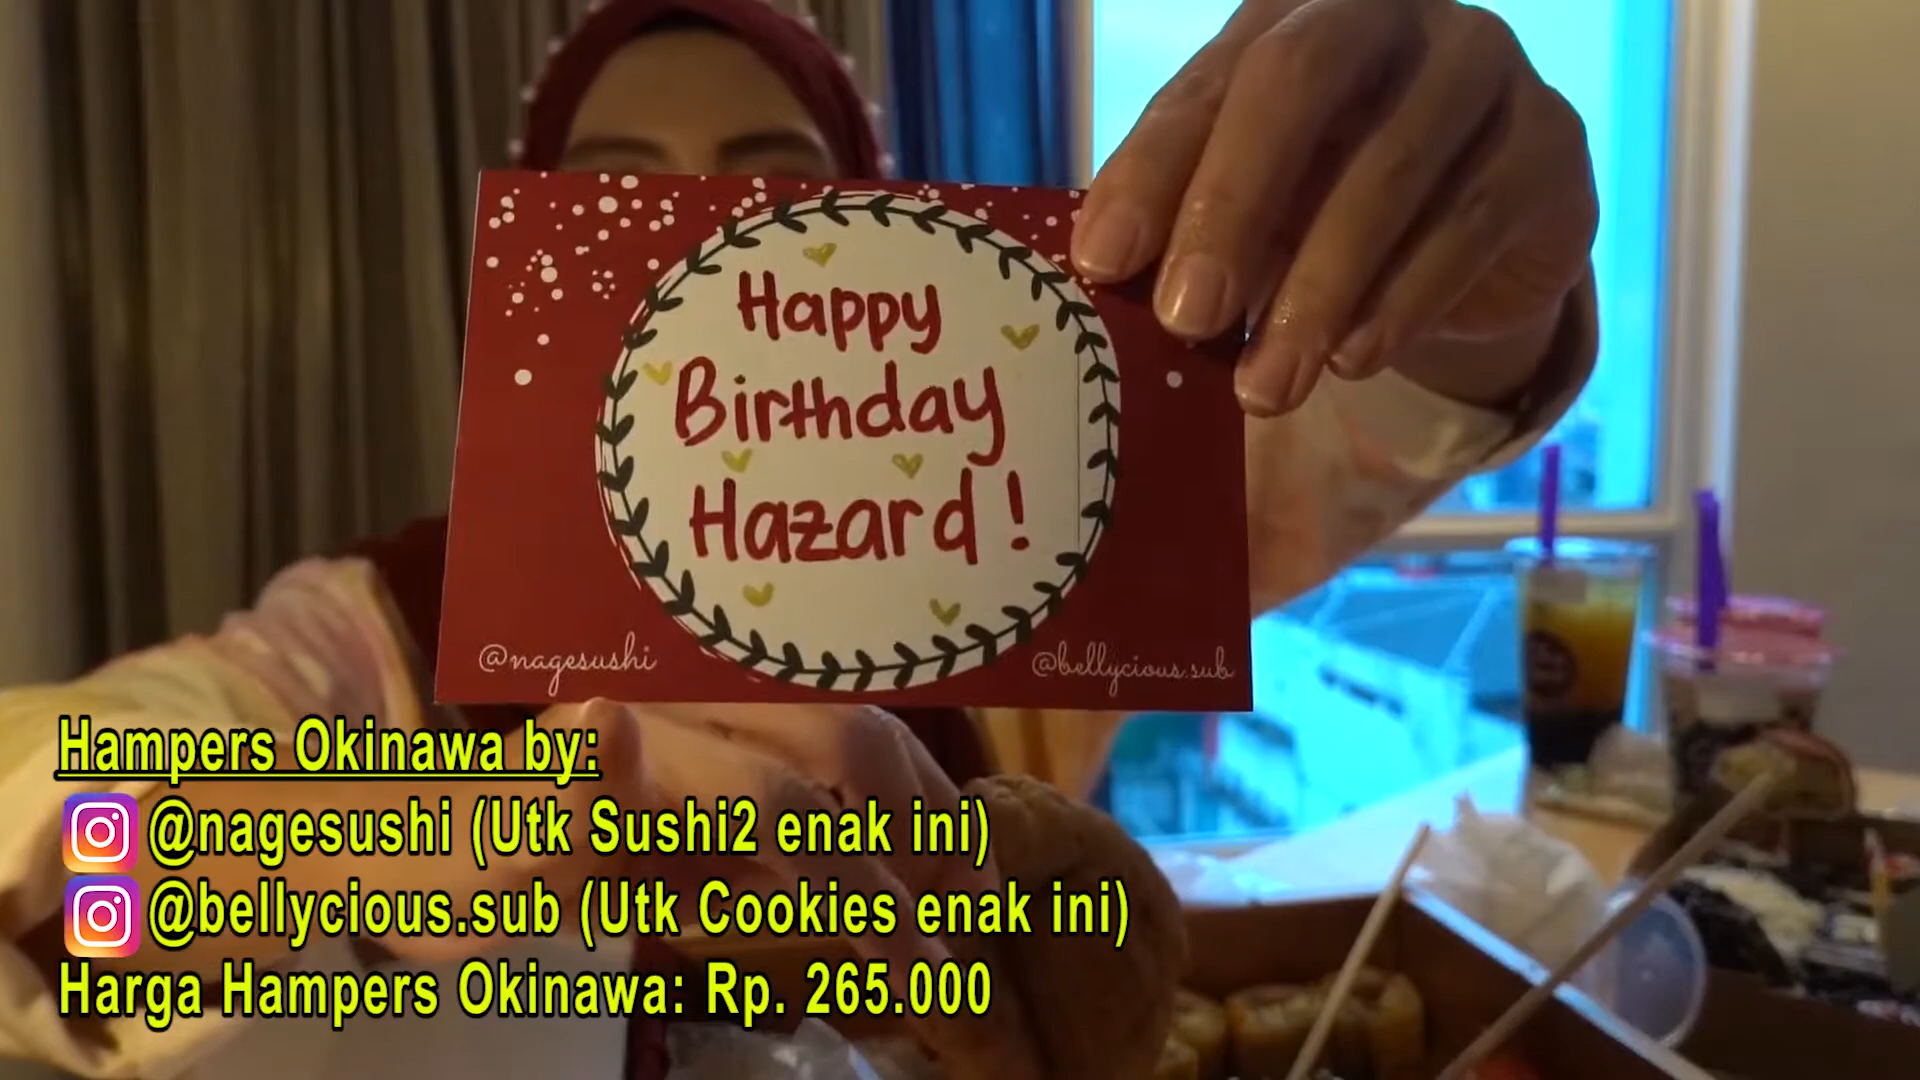 Happy
Birthday
Hazard !
@nagesushi
@bellycious.sub
Hampers Okinawa by:
@nagesushi (Utk Sushi2 enak ini)
@bellycious.sub (Utk Cookies enak ini)
Harga Hampers Okinawa: Rp. 265.000